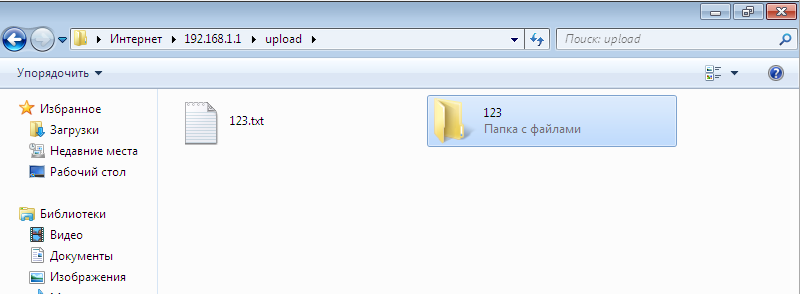 Интернет 192.168.1.1 upload
Поиск: upload
Упорядочить
Избранное
Загрузки
Недавние места
Рабочий стол
Библиотеки
Видео
Документы
Изображения
123.txt
123
Папка с файлами